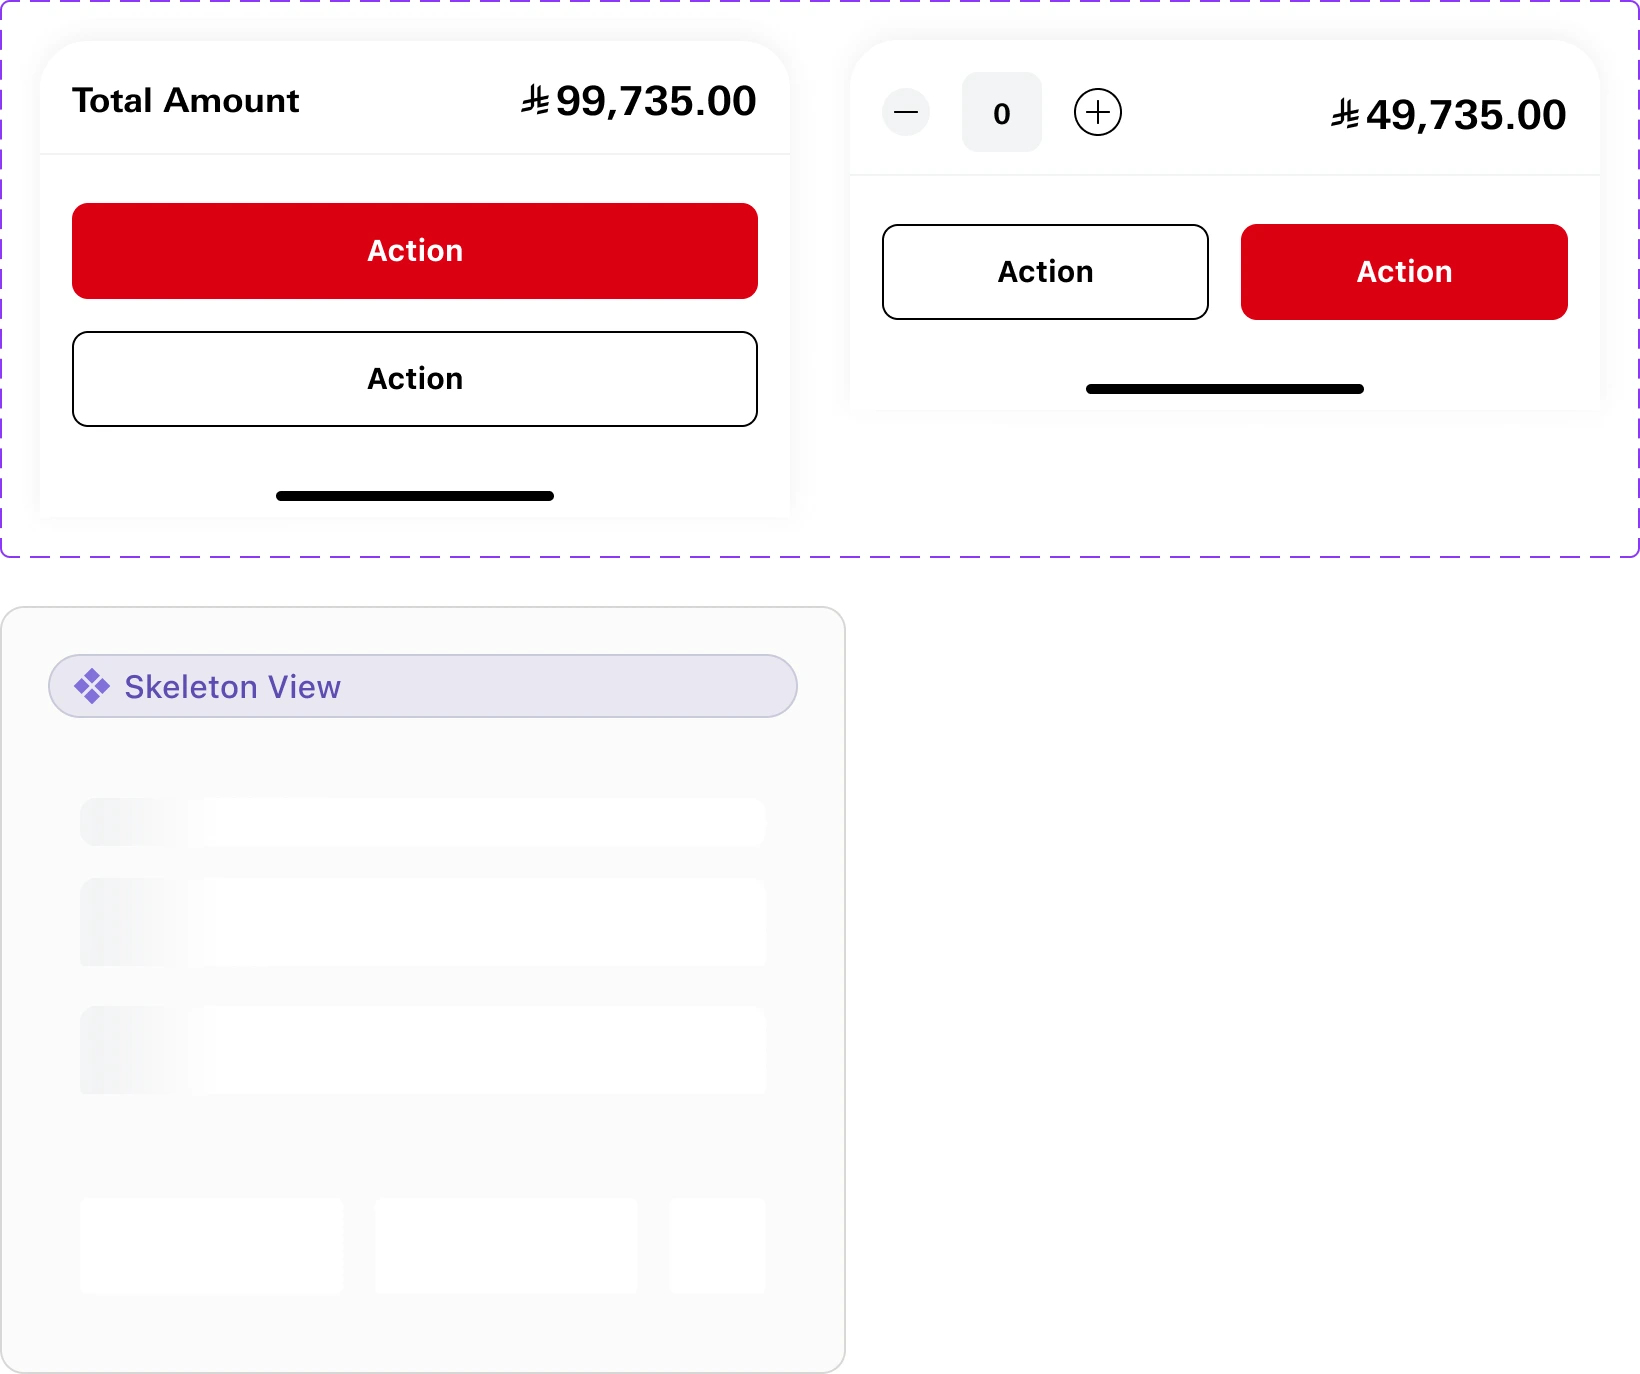 Total Amount
⃁ 99,735.00
Action
Action
0
⃁ 49,735.00
Action
Action
Skeleton View